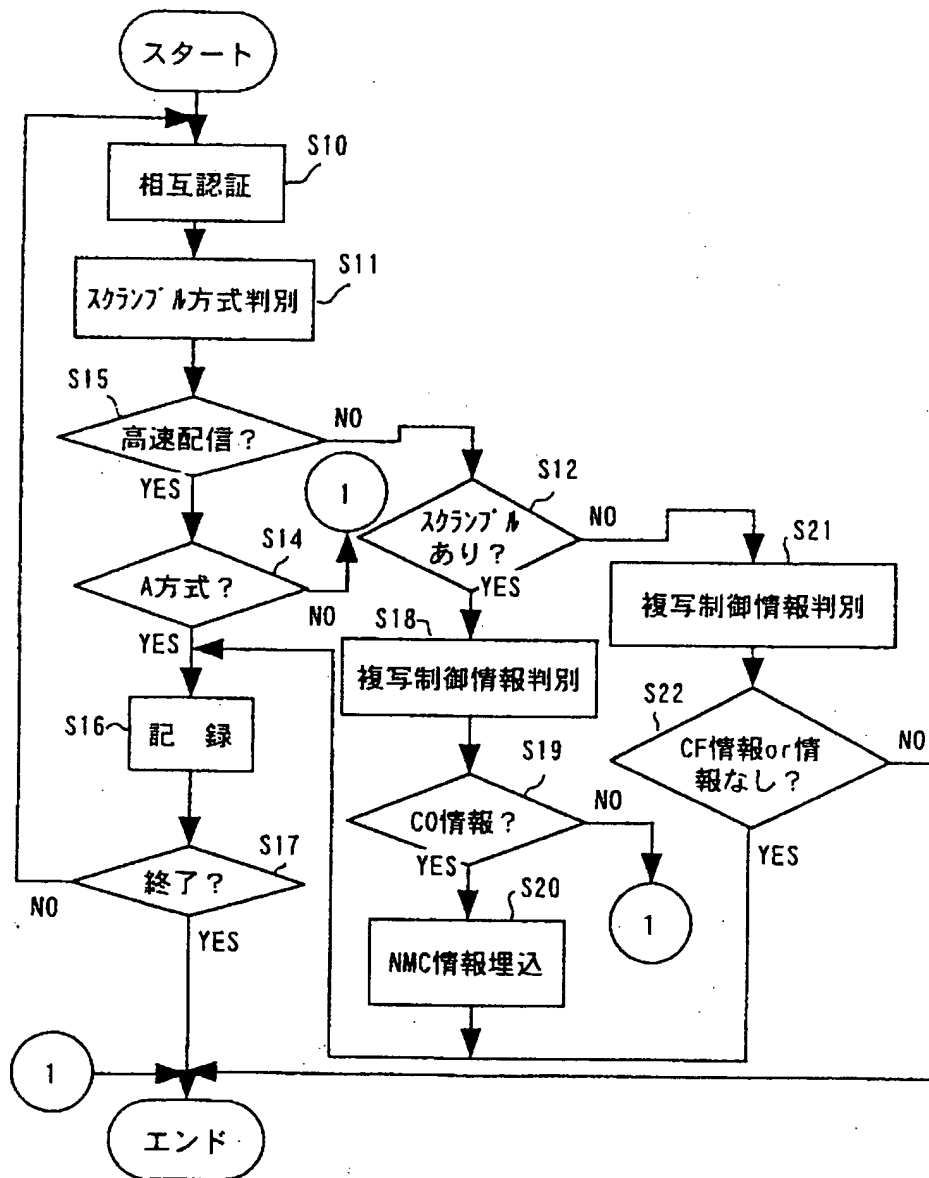 スタート
S10
相互認証
S11
スクランブル方式判別
S15
高速配信？
NO
YES
1
S12
スクランブル
あり？
NO
YES
S14
A方式？
NO
YES
S21
複写制御情報判別
S18
複写制御情報判別
S22
CF情報or情
報なし？
NO
YES
S16
記 録
S19
CO情報？
NO
YES
S17
終了？
NO
YES
S20
NMC情報埋込
1
1
エンド